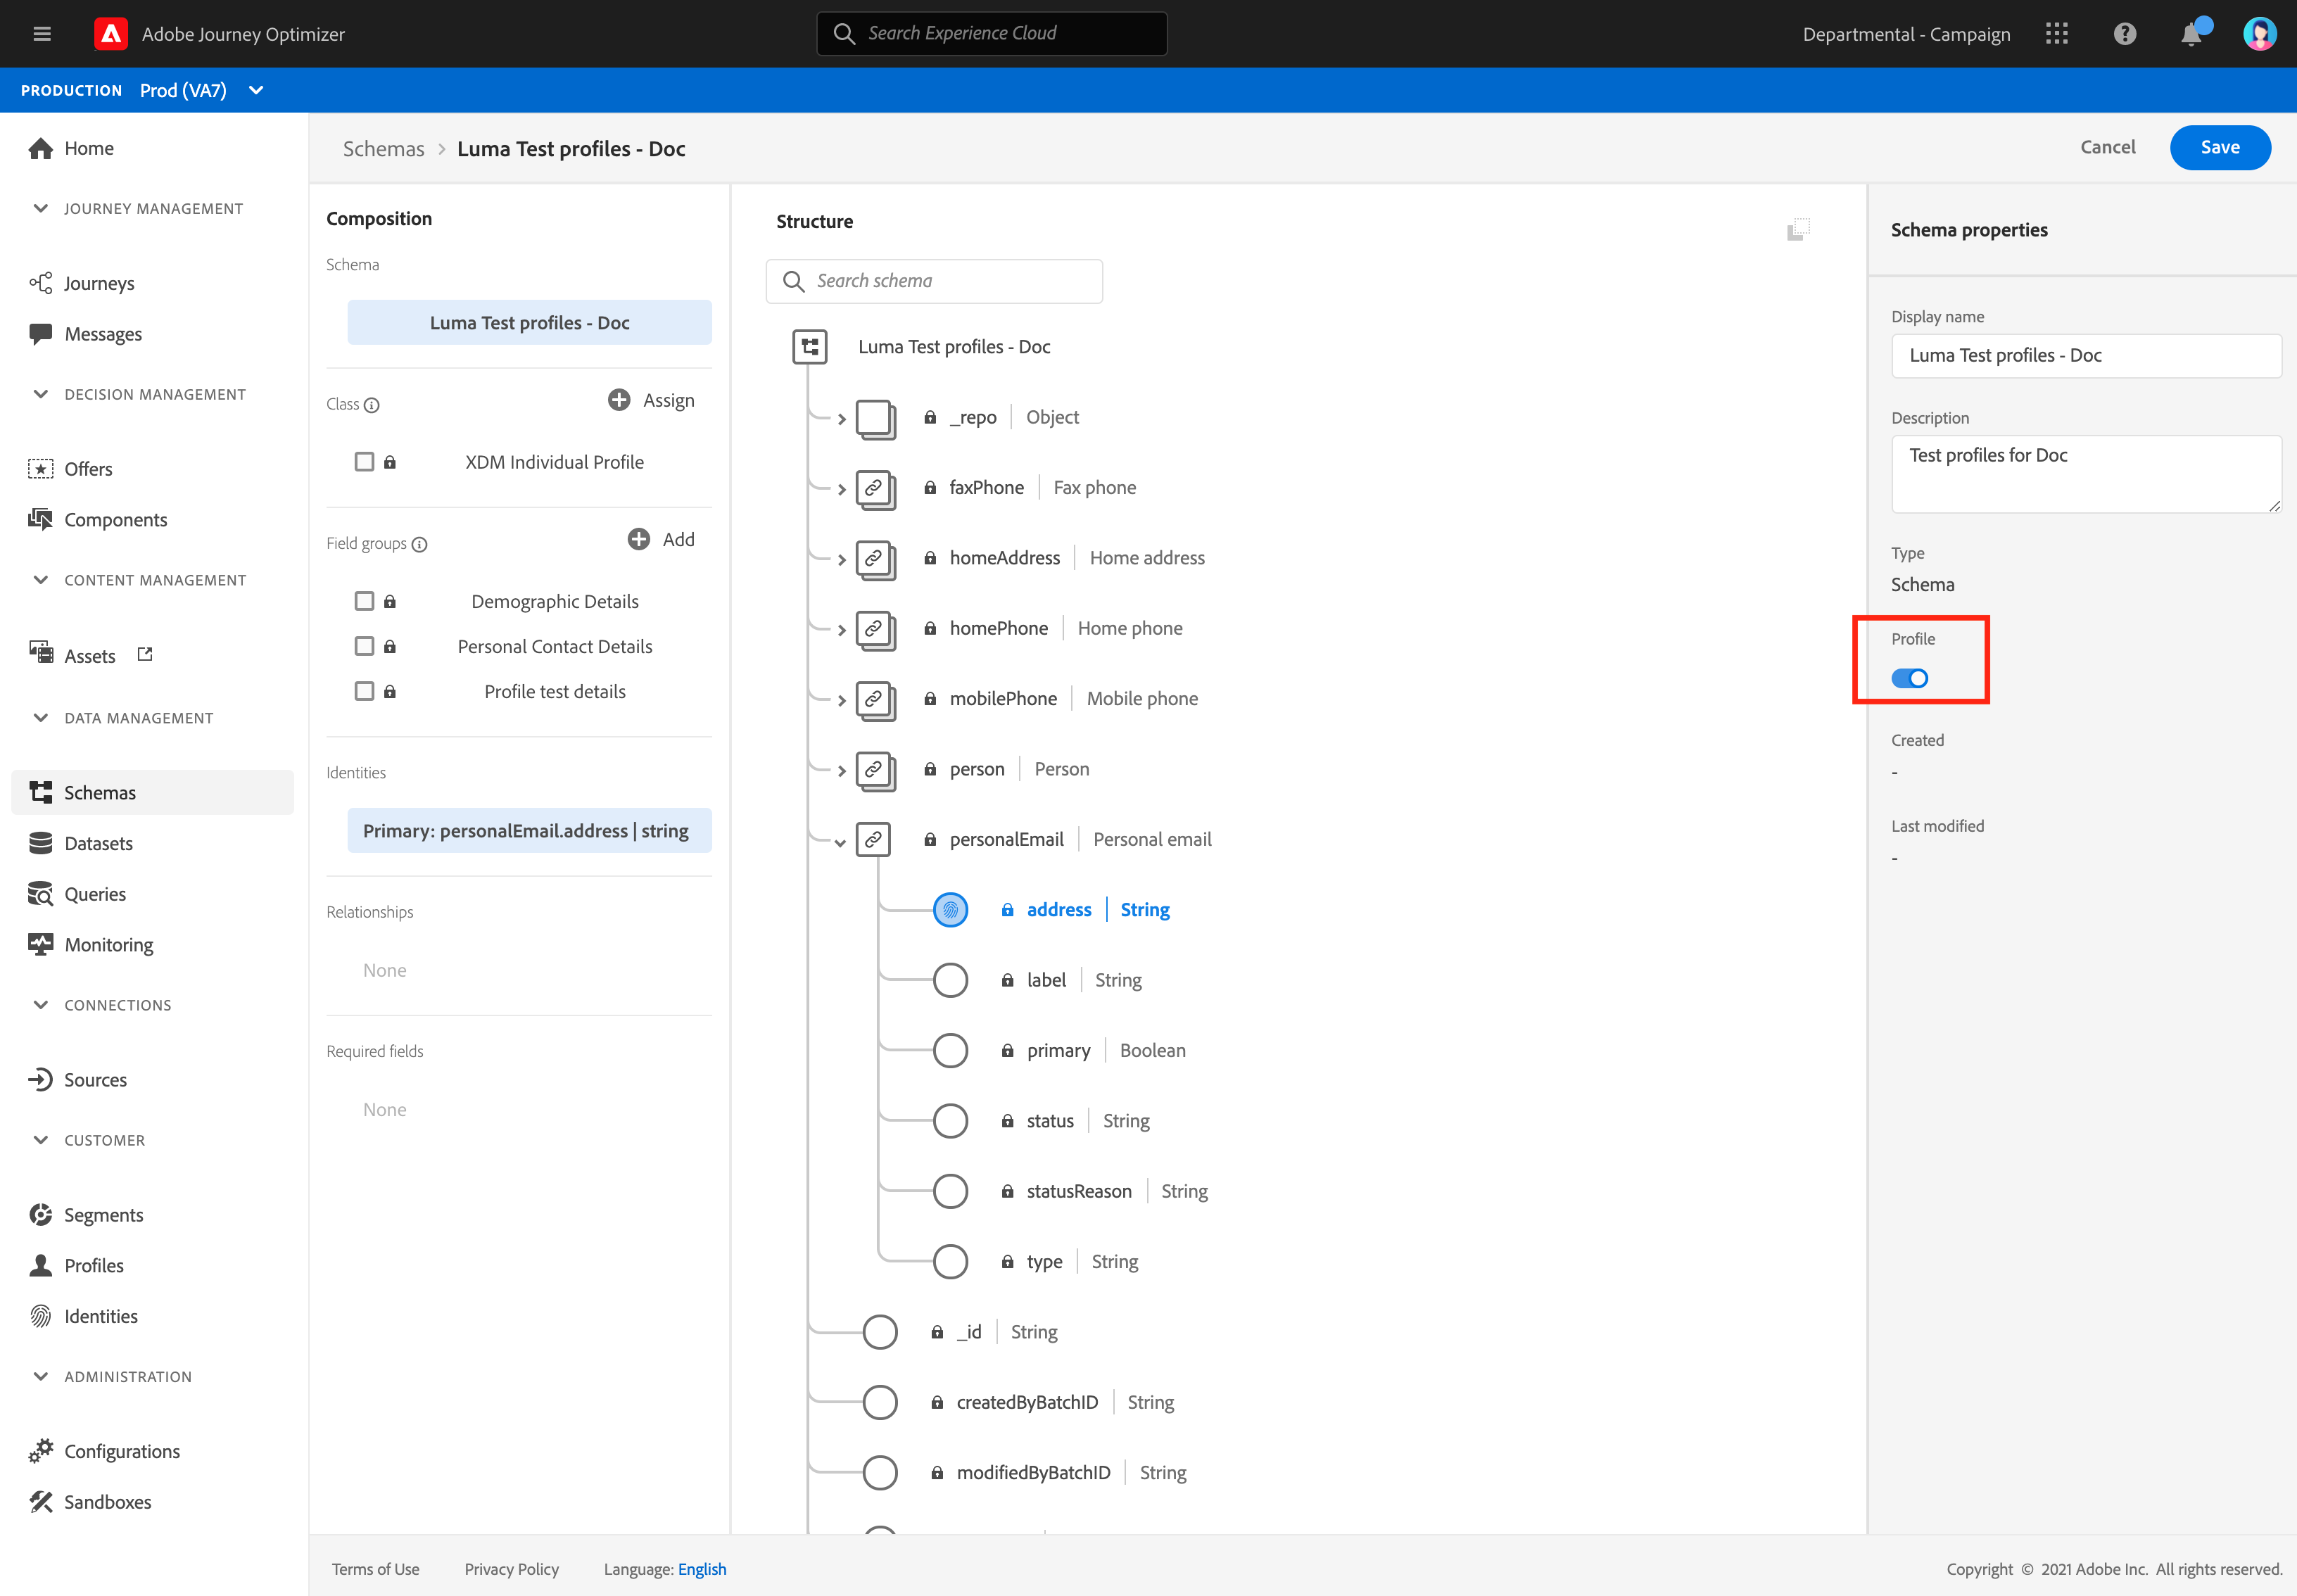 Adobe Journey Optimizer
Search Experience Cloud
Departmental - Campaign
PRODUCTION Prod (VA7)
Home
JOURNEY MANAGEMENT
Journeys
Messages
DECISION MANAGEMENT
Offers
Components
CONTENT MANAGEMENT
Assets
DATA MANAGEMENT
Schemas
Datasets
Queries
Monitoring
CONNECTIONS
Sources
CUSTOMER
Segments
Profiles
Identities
ADMINISTRATION
Configurations
Sandboxes
Schemas > Luma Test profiles - Doc
Cancel
Save
Composition
Schema
Luma Test profiles - Doc
Class
Assign
XDM Individual Profile
Field groups
Add
Demographic Details
Personal Contact Details
Profile test details
Identities
Primary: personalEmail.address | string
Relationships
None
Required fields
None
Structure
Search schema
Luma Test profiles - Doc
_repo | Object
faxPhone | Fax phone
homeAddress | Home address
homePhone | Home phone
mobilePhone | Mobile phone
person | Person
personalEmail | Personal email
address | String
label | String
primary | Boolean
status | String
statusReason | String
type | String
_id | String
createdByBatchID | String
modifiedByBatchID | String
Schema properties
Display name
Luma Test profiles - Doc
Description
Test profiles for Doc
Type
Schema
Profile
Created
-
Last modified
-
Terms of Use
Privacy Policy
Language: English
Copyright © 2021 Adobe Inc. All rights reserved.